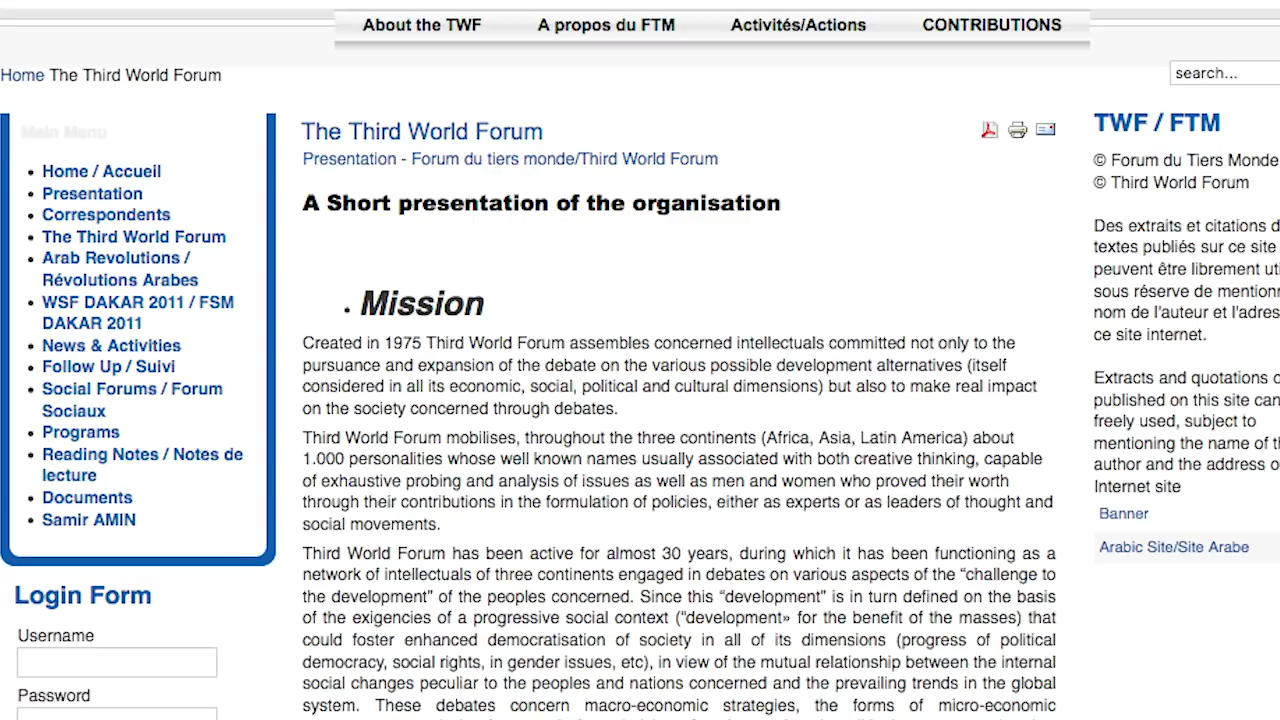 About the TWF
A propos du FTM
Activités/Actions
CONTRIBUTIONS
Home The Third World Forum
search...
Main Menu
Home / Accueil
Presentation
Correspondents
The Third World Forum
Arab Revolutions /
Révolutions Arabes
WSF DAKAR 2011 / FSM
DAKAR 2011
News & Activities
Follow Up / Suivi
Social Forums / Forum
Sociaux
Programs
Reading Notes / Notes de
lecture
Documents
Samir AMIN
Login Form
Username
Password
The Third World Forum
Presentation - Forum du tiers monde/Third World Forum
A Short presentation of the organisation
Mission
Created in 1975 Third World Forum assembles concerned intellectuals committed not only to the
pursuance and expansion of the debate on the various possible development alternatives (itself
considered in all its economic, social, political and cultural dimensions) but also to make real impact
on the society concerned through debates.
Third World Forum mobilises, throughout the three continents (Africa, Asia, Latin America) about
1.000 personalities whose well known names usually associated with both creative thinking, capable
of exhaustive probing and analysis of issues as well as men and women who proved their worth
through their contributions in the formulation of policies, either as experts or as leaders of thought and
social movements.
Third World Forum has been active for almost 30 years, during which it has been functioning as a
network of intellectuals of three continents engaged in debates on various aspects of the “challenge to
the development” of the peoples concerned. Since this “development” is in turn defined on the basis
of the exigencies of a progressive social context (“development» for the benefit of the masses) that
could foster enhanced democratisation of society in all of its dimensions (progress of political
democracy, social rights, in gender issues, etc), in view of the mutual relationship between the internal
social changes peculiar to the peoples and nations concerned and the prevailing trends in the global
system. These debates concern macro-economic strategies, the forms of micro-economic
TWF / FTM
© Forum du Tiers Monde
© Third World Forum
Des extraits et citations d
textes publiés sur ce site
peuvent être librement uti
sous réserve de mentionn
nom de l'auteur et l'adres
ce site internet.
Extracts and quotations o
published on this site can
freely used, subject to
mentioning the name of th
author and the address o
Internet site
Banner
Arabic Site/Site Arabe